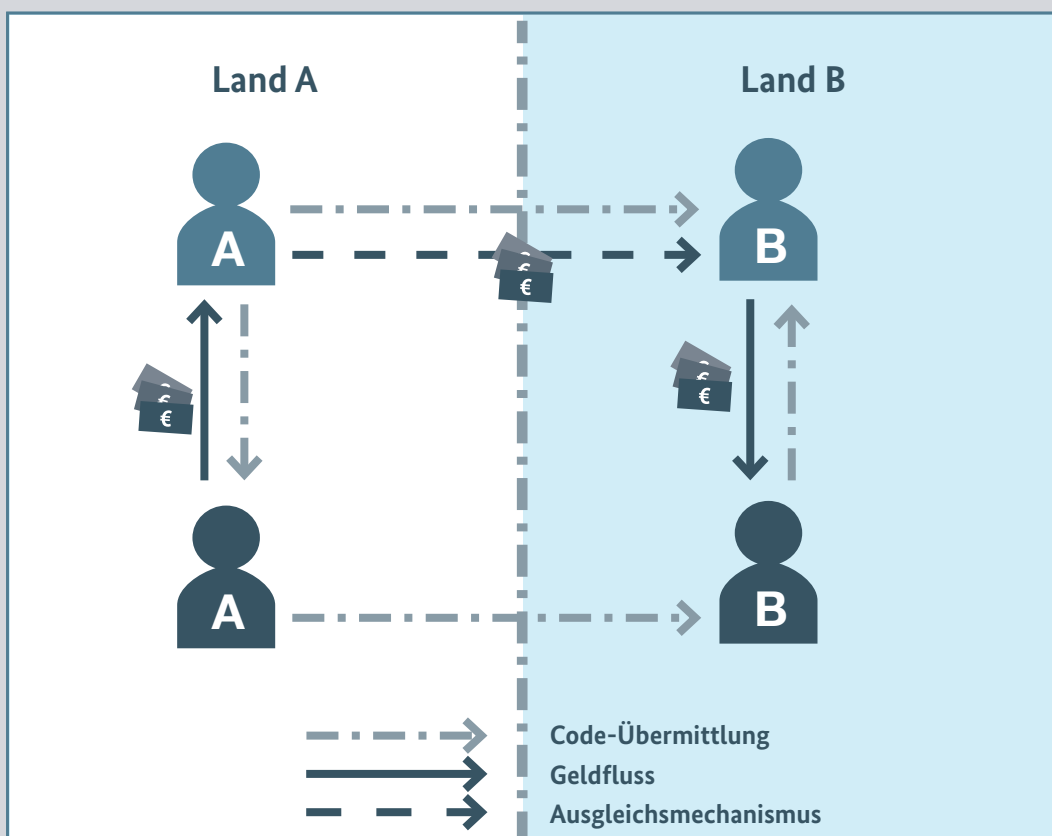 Land A
Land B
A
B
€
€
€
€
€
€
A
B
Code-Übermittlung
Geldfluss
Ausgleichsmechanismus